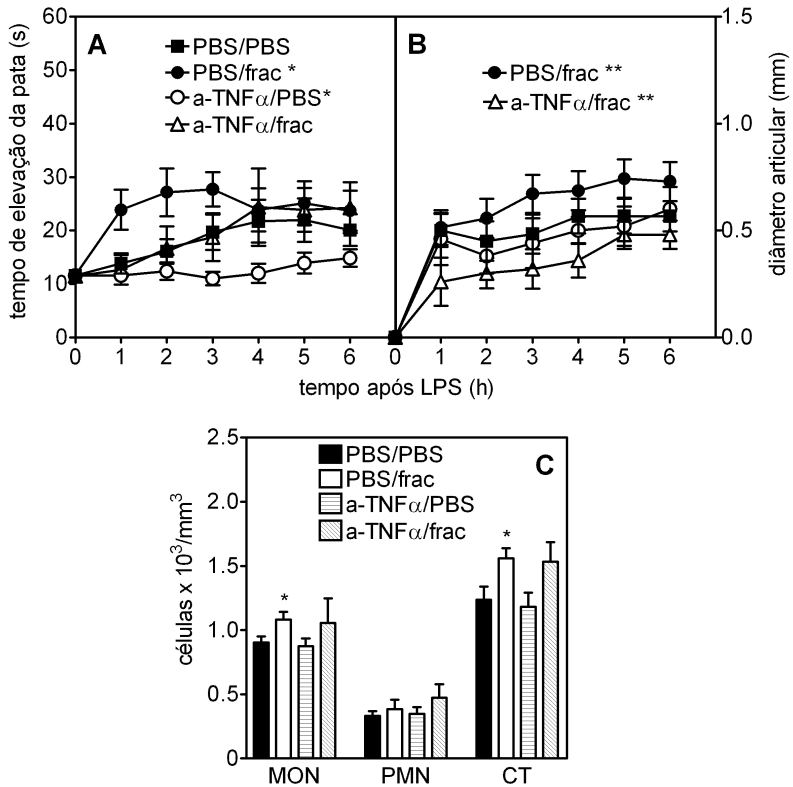 A
PBS/PBS
PBS/frac *
a-TNFα/PBS*
a-TNFα/frac
tempo de elevação da pata (s)
60
50
40
30
20
10
0
0 1 2 3 4 5 6
B
PBS/frac **
a-TNFα/frac **
diâmetro articular (mm)
1.5
1.0
0.5
0.0
0 1 2 3 4 5 6
tempo após LPS (h)
C
PBS/PBS
PBS/frac
a-TNFα/PBS
a-TNFα/frac
células x 10³/mm³
2.5
2.0
1.5
1.0
0.5
0
* *
MON PMN CT